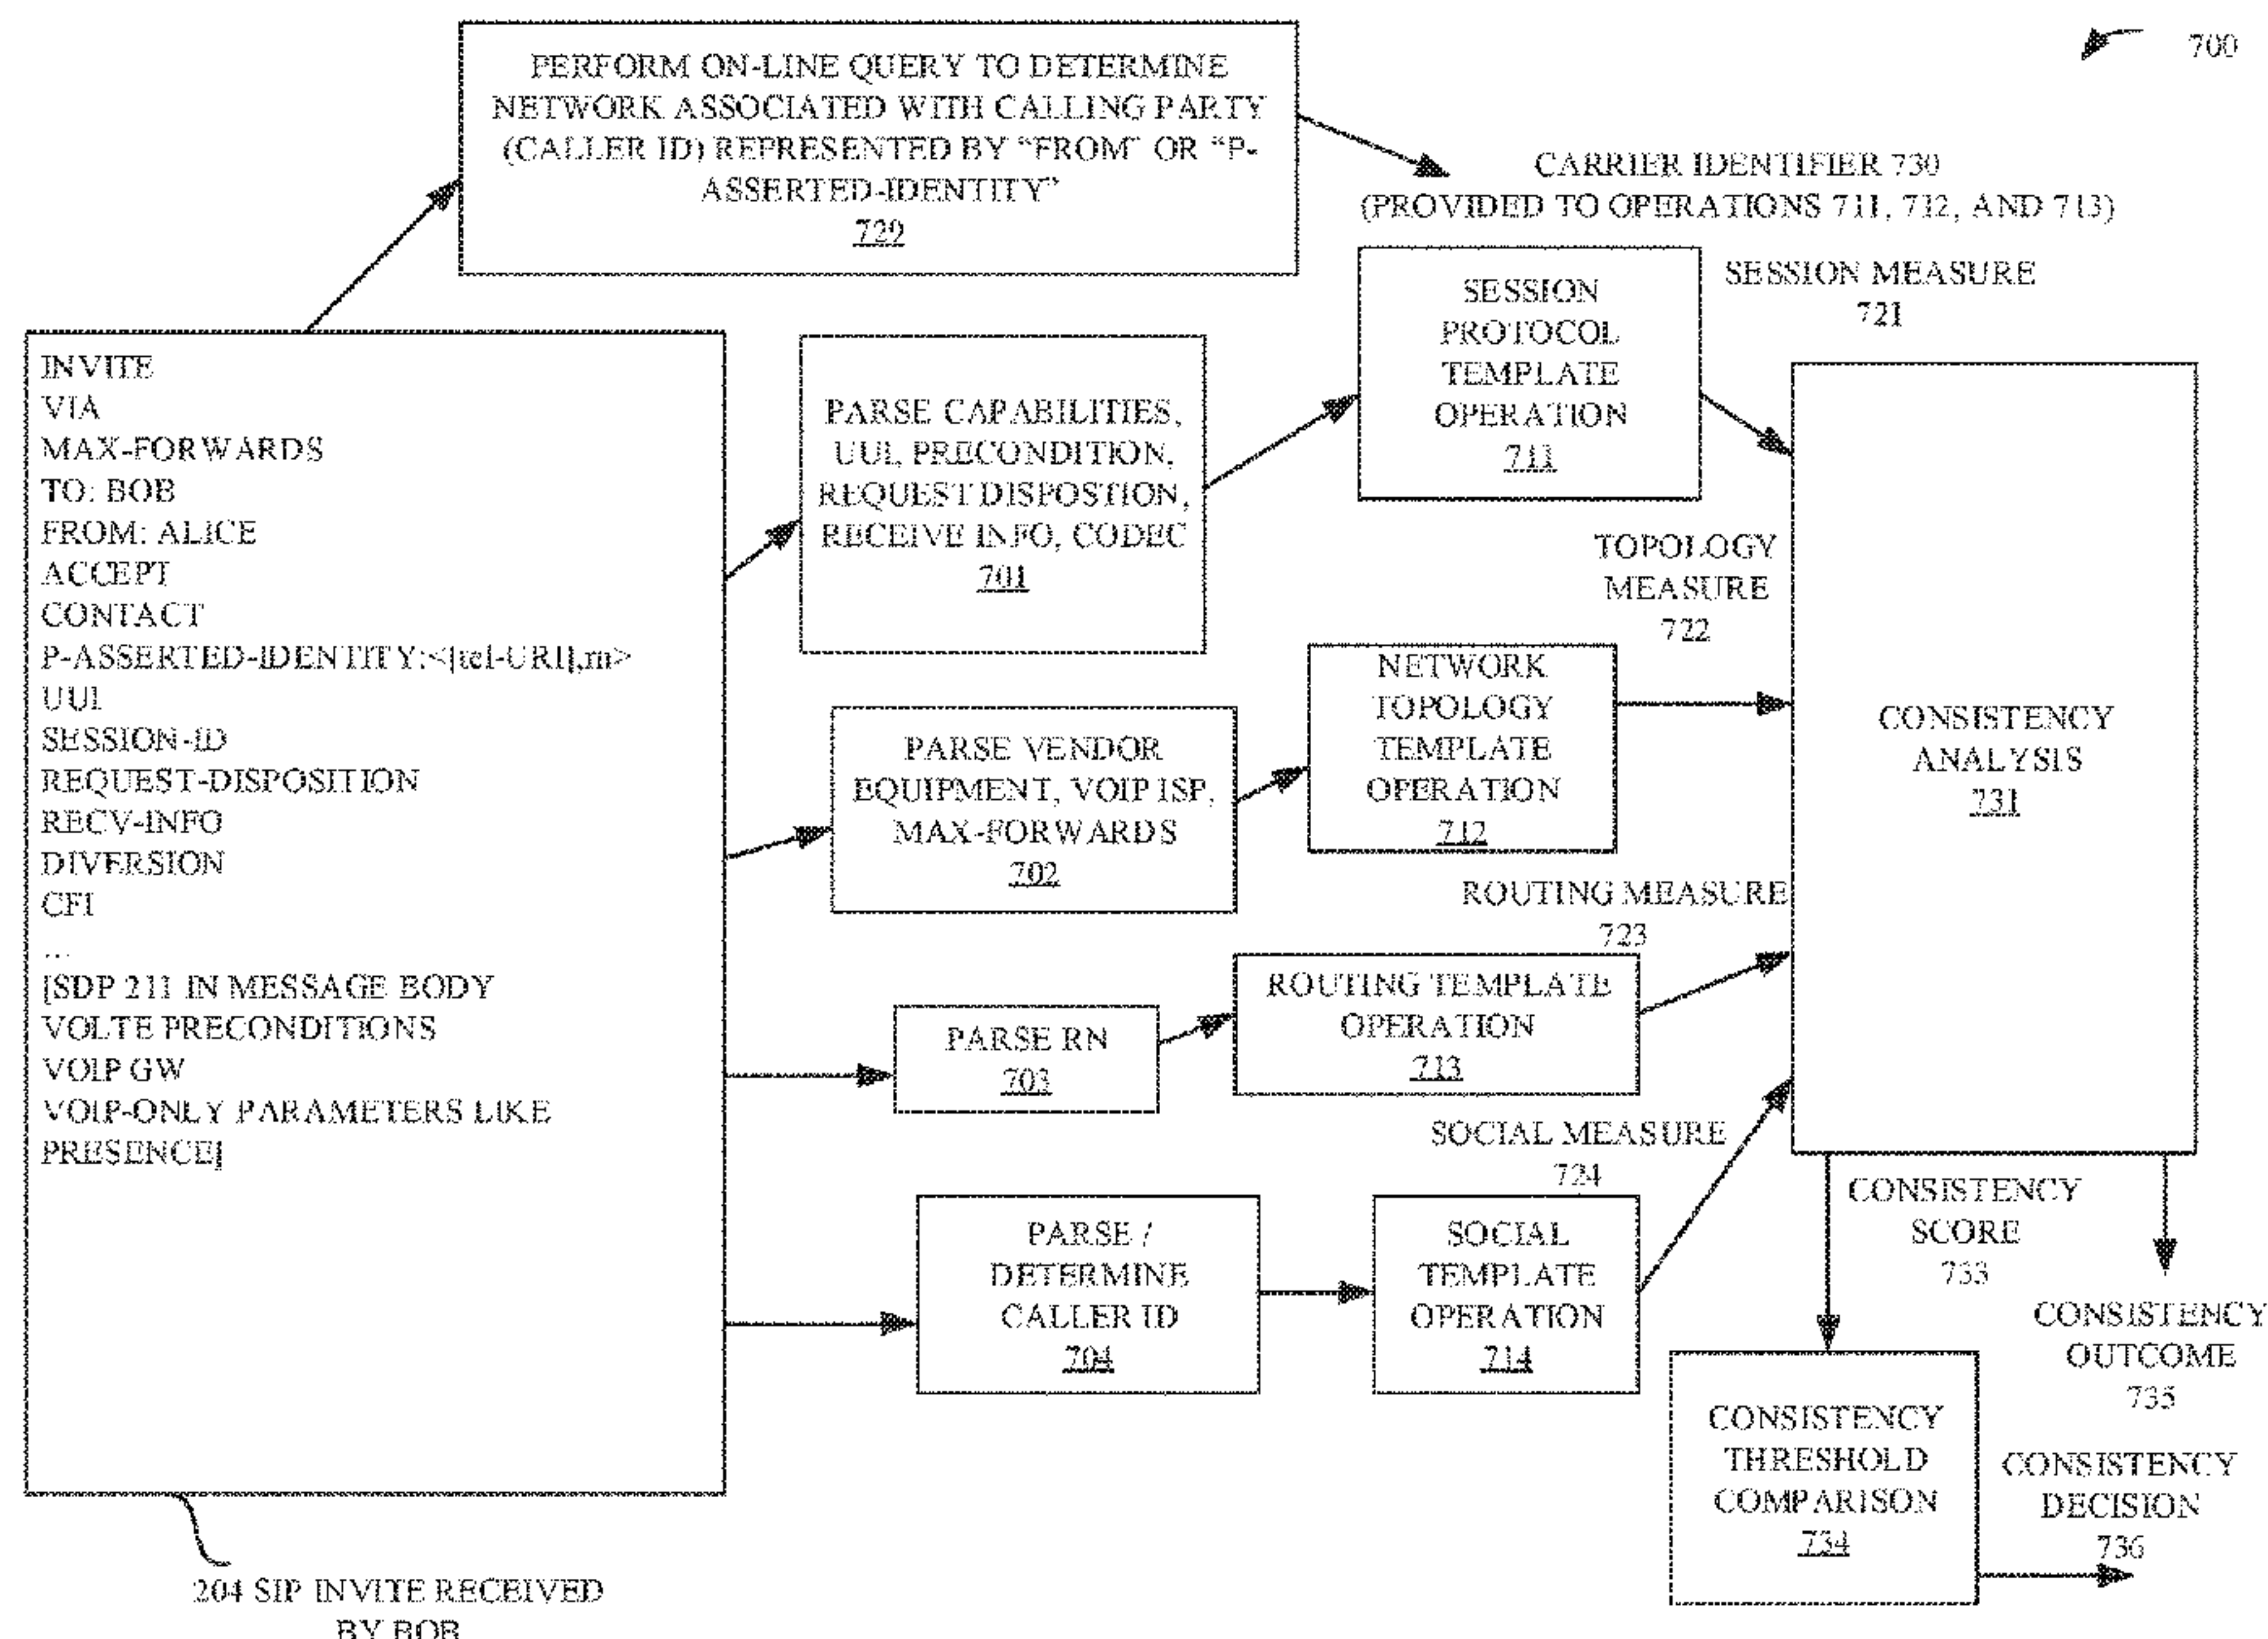 700
PERFORM ON-LINE QUERY TO DETERMINE
NETWORK ASSOCIATED WITH CALLING PARTY
(CALLER ID) REPRESENTED BY "FROM" OR "P-
ASSERTED-IDENTITY"
729
CARRIER IDENTIFIER 730
(PROVIDED TO OPERATIONS 711, 712, AND 713)
INVITE
VIA
MAX-FORWARDS
TO: BOB
FROM: ALICE
ACCEPT
CONTACT
P-ASSERTED-IDENTITY:<[tel-URI],rn>
UUI
SESSION-ID
REQUEST-DISPOSITION
RECV-INFO
DIVERSION
CFI
...
[SDP 211 IN MESSAGE BODY
VOLTE PRECONDITIONS
VOIP GW
VOIP-ONLY PARAMETERS LIKE
PRESENCE]
204 SIP INVITE RECEIVED
BY BOB
PARSE CAPABILITIES,
UUI, PRECONDITION,
REQUEST DISPOSTION,
RECEIVE INFO, CODEC
701
SESSION
PROTOCOL
TEMPLATE
OPERATION
711
SESSION MEASURE
721
PARSE VENDOR
EQUIPMENT, VOIP ISP,
MAX-FORWARDS
702
NETWORK
TOPOLOGY
TEMPLATE
OPERATION
712
TOPOLOGY
MEASURE
722
PARSE RN
703
ROUTING TEMPLATE
OPERATION
713
ROUTING MEASURE
723
PARSE /
DETERMINE
CALLER ID
704
SOCIAL
TEMPLATE
OPERATION
714
SOCIAL MEASURE
724
CONSISTENCY
ANALYSIS
731
CONSISTENCY
SCORE
733
CONSISTENCY
OUTCOME
735
CONSISTENCY
THRESHOLD
COMPARISON
734
CONSISTENCY
DECISION
736